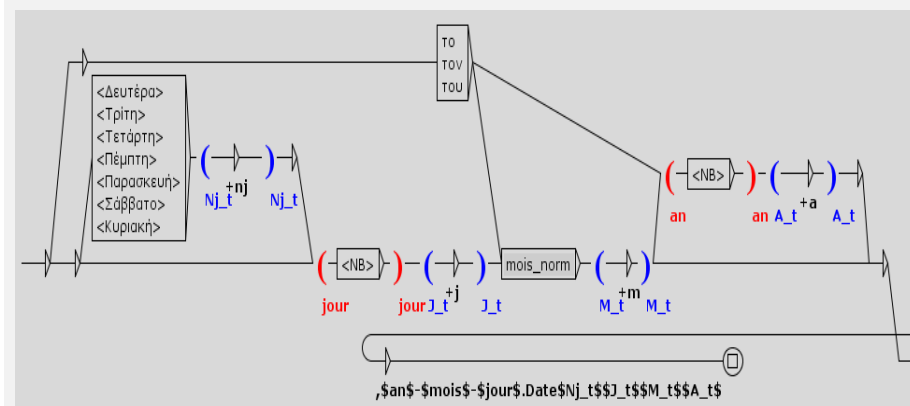 το
τον
του
<Δευτέρα>
<Τρίτη>
<Τετάρτη>
<Πέμπτη>
<Παρασκευή>
<Σάββατο>
<Κυριακή>
( +nj )
Nj_t Nj_t
( <NB> ) ( +a )
an an A_t A_t
( <NB> ) ( +j ) mois_norm ( +m )
jour jour J_t J_t M_t M_t
,$an$-$mois$-$jour$.Date$Nj_t$$J_t$$M_t$$A_t$